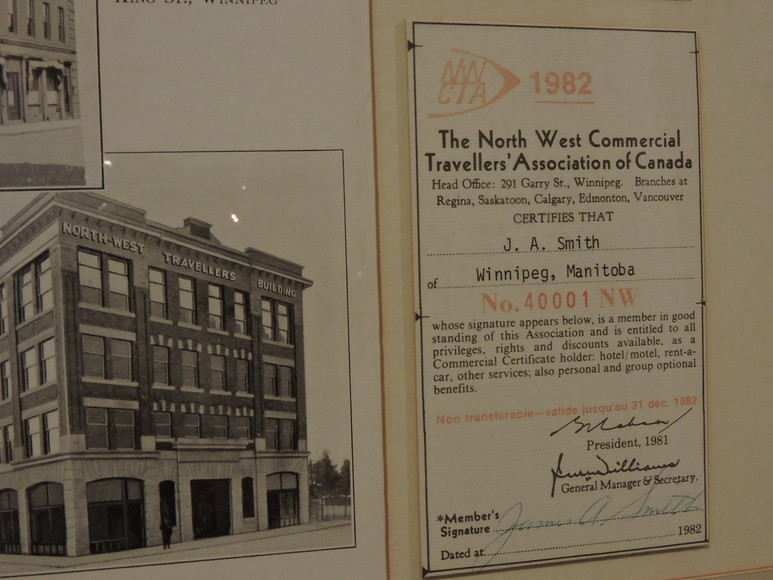 KING ST., WINNIPEG
NORTH-WEST TRAVELLERS BUILDING
NWCTA 1982
The North West Commercial
Travellers' Association of Canada
Head Office: 291 Garry St., Winnipeg. Branches at
Regina, Saskatoon, Calgary, Edmonton, Vancouver
CERTIFIES THAT
J. A. Smith
of Winnipeg, Manitoba
No. 40001 NW
whose signature appears below, is a member in good
standing of this Association and is entitled to all
privileges, rights and discounts available, as a
Commercial Certificate holder: hotel/motel, rent-a-
car, other services; also personal and group optional
benefits.
Non transférable—valide jusqu'au 31 dec. 1982
President, 1981
General Manager & Secretary.
*Member's
Signature James A. Smith
Dated at 1982